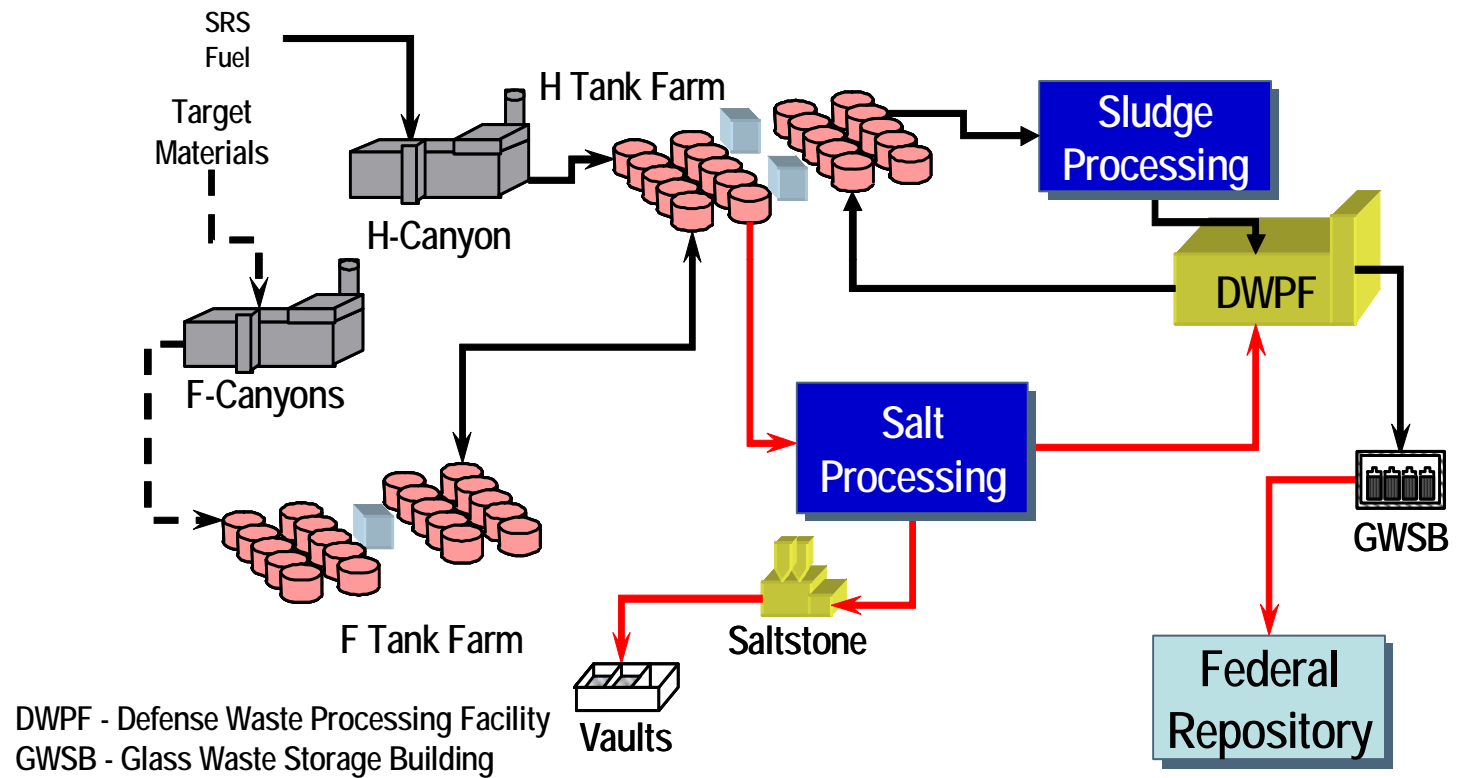 SRS
Fuel
Target
Materials
H Tank Farm
Sludge
Processing
H-Canyon
DWPF
F-Canyons
Salt
Processing
GWSB
F Tank Farm
Saltstone
Federal
Repository
Vaults
DWPF - Defense Waste Processing Facility
GWSB - Glass Waste Storage Building